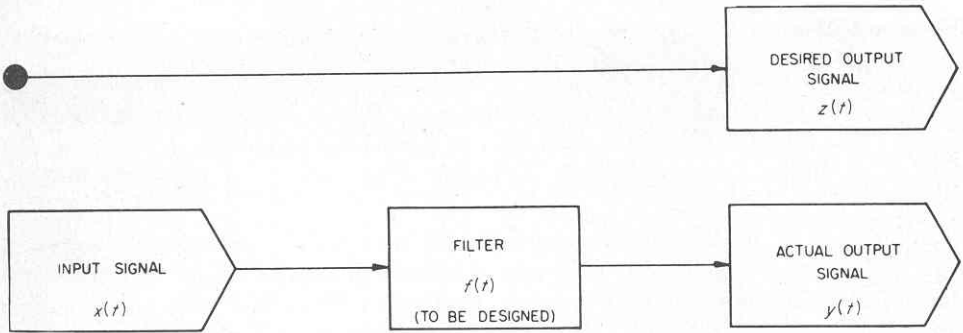 DESIRED OUTPUT
SIGNAL
z(t)
INPUT SIGNAL
x(t)
FILTER
f(t)
(TO BE DESIGNED)
ACTUAL OUTPUT
SIGNAL
y(t)